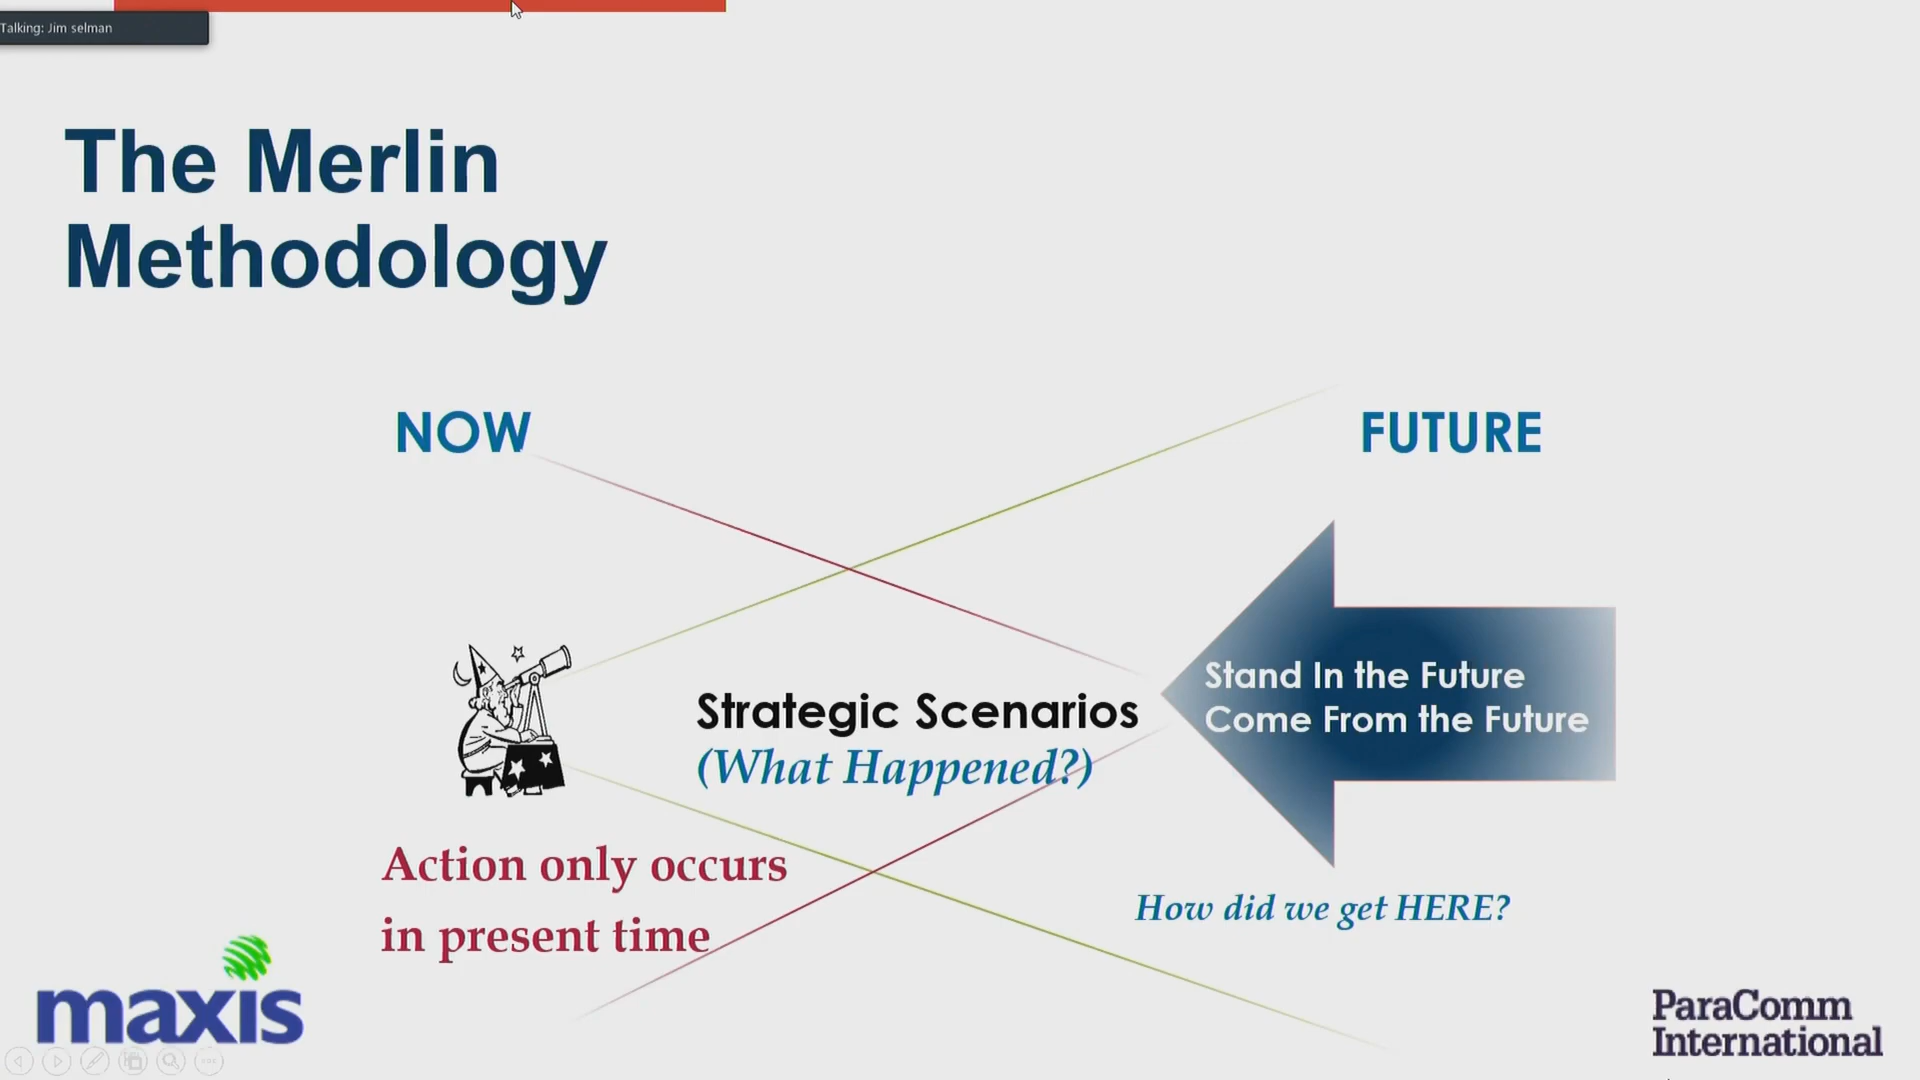 Talking: Jim selman
The Merlin
Methodology
NOW
FUTURE
Stand In the Future
Come From the Future
Strategic Scenarios
(What Happened?)
Action only occurs
in present time
How did we get HERE?
maxis
ParaComm
International